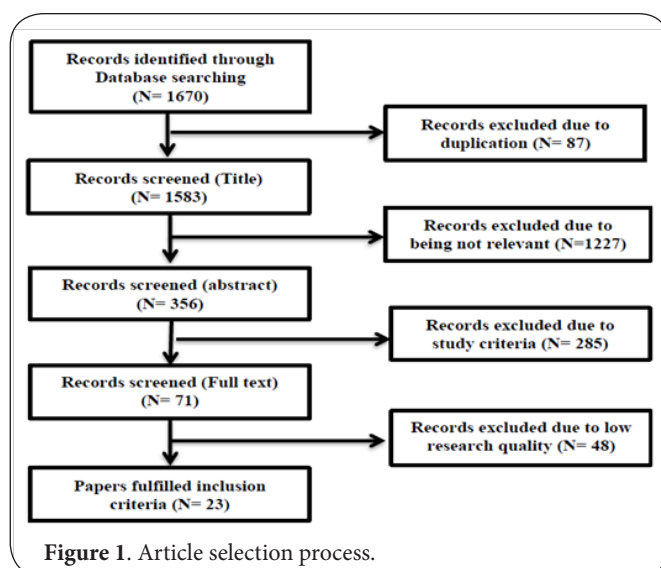 Records identified through
Database searching
(N= 1670)
Records excluded due to
duplication (N= 87)
Records screened (Title)
(N= 1583)
Records excluded due to
being not relevant (N=1227)
Records screened (abstract)
(N= 356)
Records excluded due to
study criteria (N= 285)
Records screened (Full text)
(N= 71)
Records excluded due to low
research quality (N= 48)
Papers fulfilled inclusion
criteria (N= 23)
Figure 1. Article selection process.